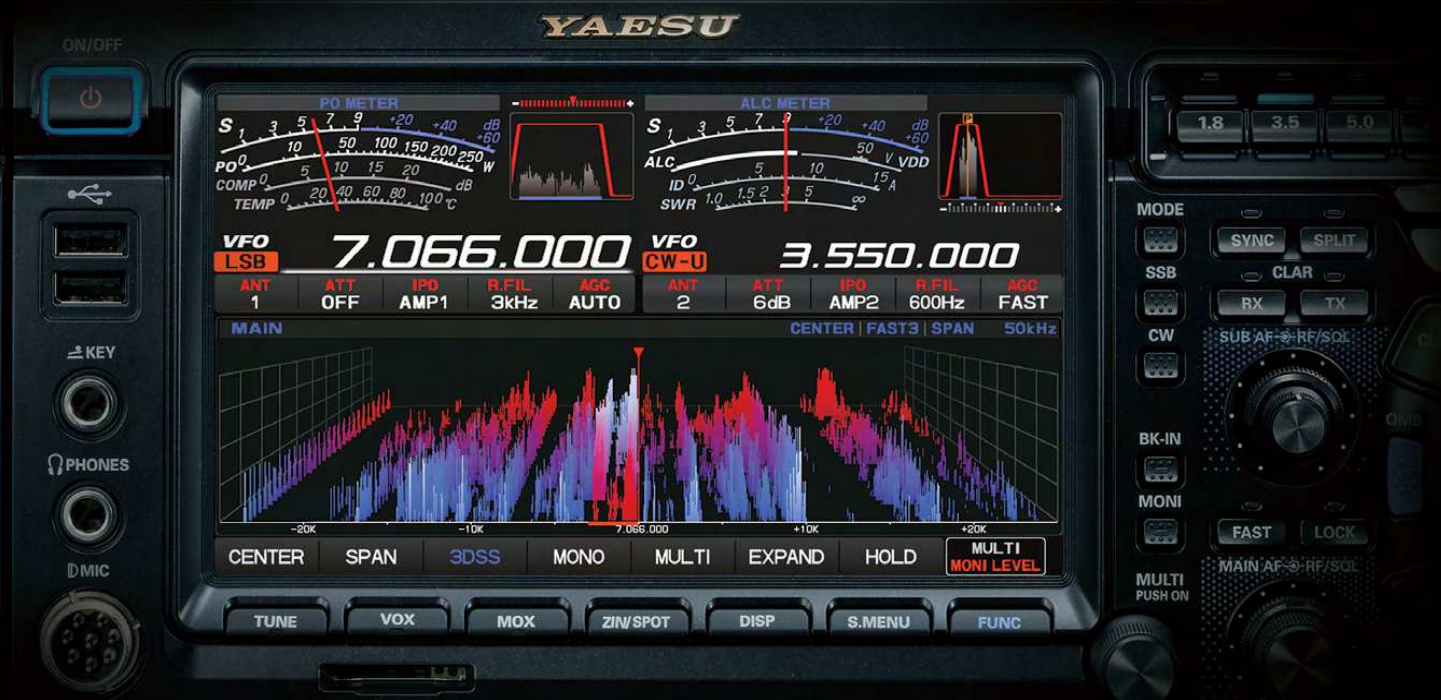 YAESU
ON/OFF
PO METER
ALC METER
S 1 3 5 7 9 +20 +40 +60 dB
PO 0 10 50 100 150 200 250 W
COMP 0 5 10 15 20 dB
TEMP 0 20 40 60 80 100 °C
S 1 3 5 7 9 +20 +40 +60 dB
ALC 50 V VDD
ID 0 5 10 15 A
SWR 1.0 1.5 2 3 5 ∞
P
VFO
LSB
7.066.000
VFO
CW-U
3.550.000
ANT ATT IPO R.FIL AGC
1 OFF AMP1 3kHz AUTO
ANT ATT IPO R.FIL AGC
2 6dB AMP2 600Hz FAST
MAIN
CENTER | FAST3 | SPAN 50kHz
-20K -10K 7.066.000 +10K +20K
CENTER SPAN 3DSS MONO MULTI EXPAND HOLD MULTI
MONI LEVEL
TUNE VOX MOX ZIN/SPOT DISP S.MENU FUNC
KEY
PHONES
MIC
1.8 3.5 5.0
MODE
SYNC SPLIT
SSB
CLAR
RX TX
CW
SUB AF RF/SQL
BK-IN
MONI
FAST LOCK
MAIN AF RF/SQL
MULTI
PUSH ON
QMB